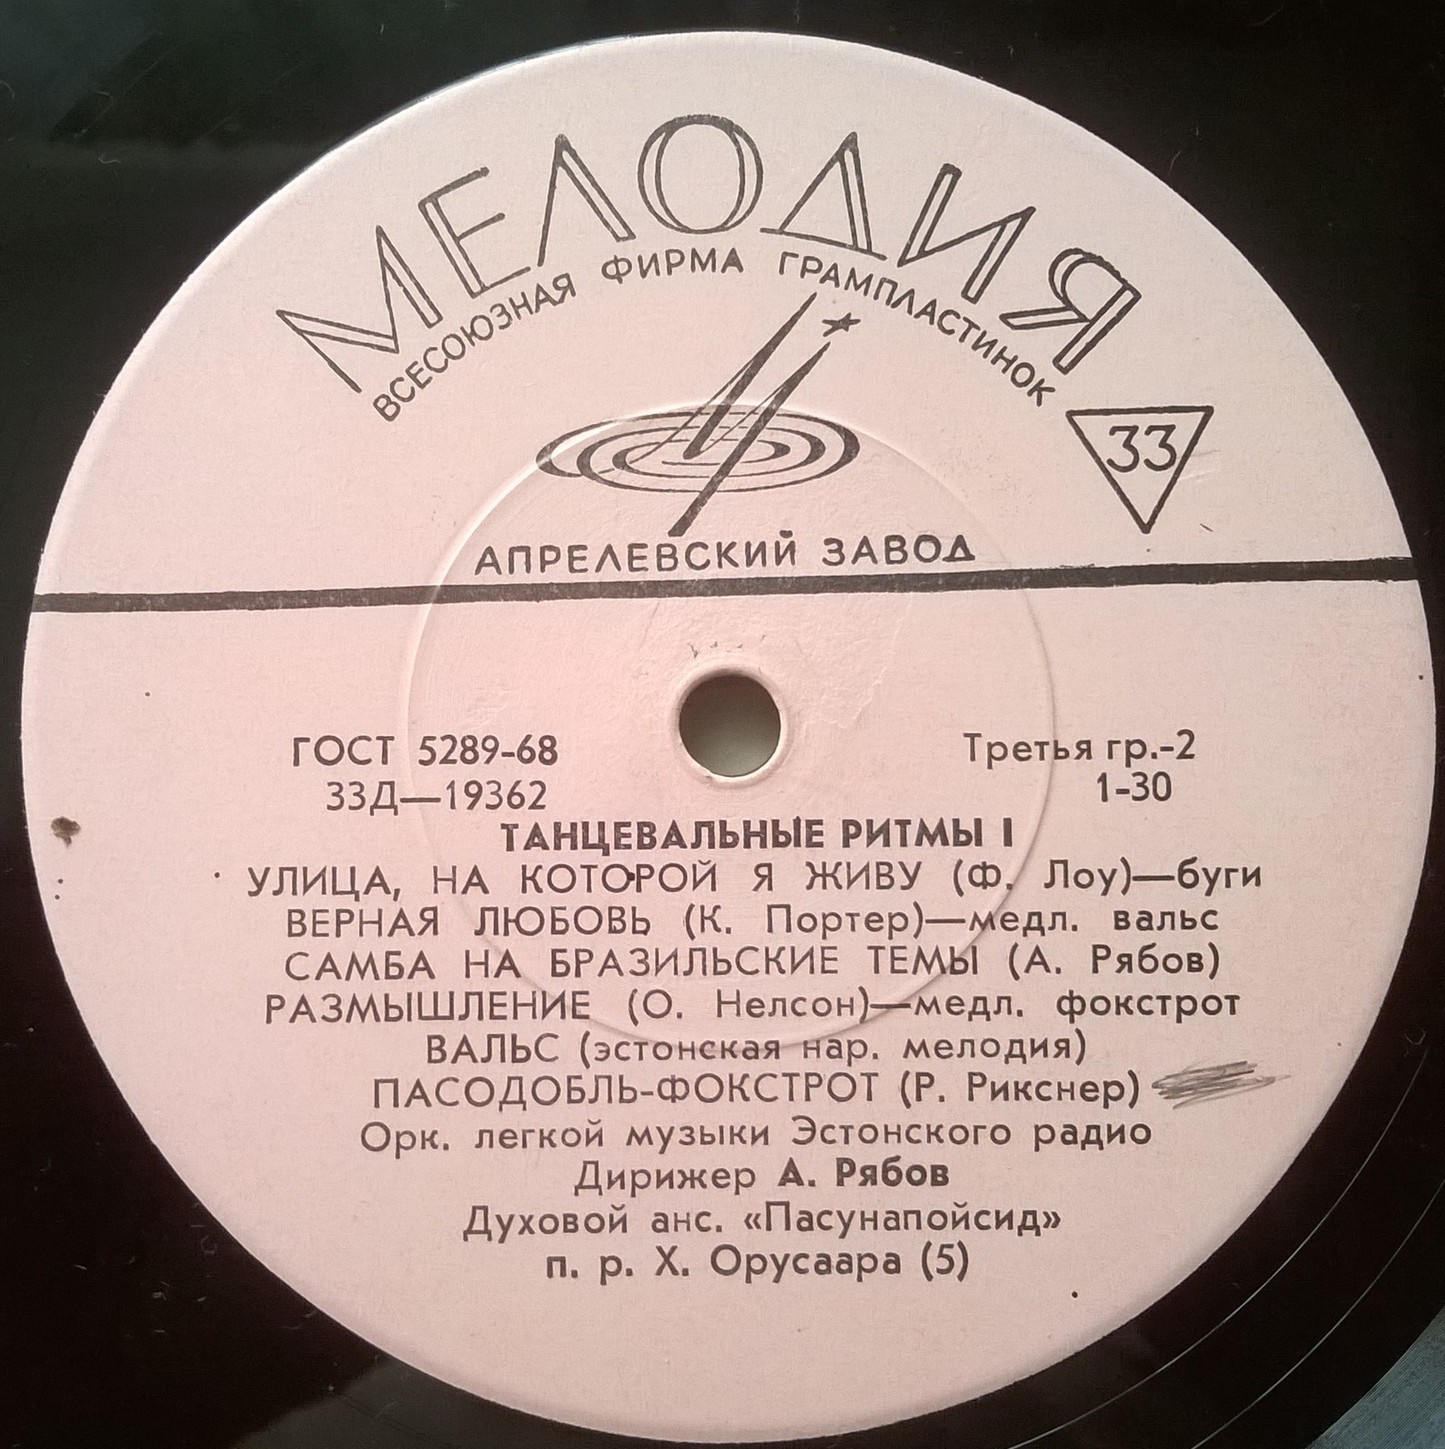 МЕЛОДИЯ
ВСЕСОЮЗНАЯ ФИРМА ГРАМПЛАСТИНОК
33
АПРЕЛЕВСКИЙ ЗАВОД
ГОСТ 5289-68
Третья гр.-2
33Д—19362
1-30
ТАНЦЕВАЛЬНЫЕ РИТМЫ I
УЛИЦА, НА КОТОРОЙ Я ЖИВУ (Ф. Лоу)—буги
ВЕРНАЯ ЛЮБОВЬ (К. Портер)—медл. вальс
САМБА НА БРАЗИЛЬСКИЕ ТЕМЫ (А. Рябов)
РАЗМЫШЛЕНИЕ (О. Нелсон)—медл. фокстрот
ВАЛЬС (эстонская нар. мелодия)
ПАСОДОБЛЬ-ФОКСТРОТ (Р. Рикснер)
Орк. легкой музыки Эстонского радио
Дирижер А. Рябов
Духовой анс. «Пасунапойсид»
п. р. Х. Орусаара (5)